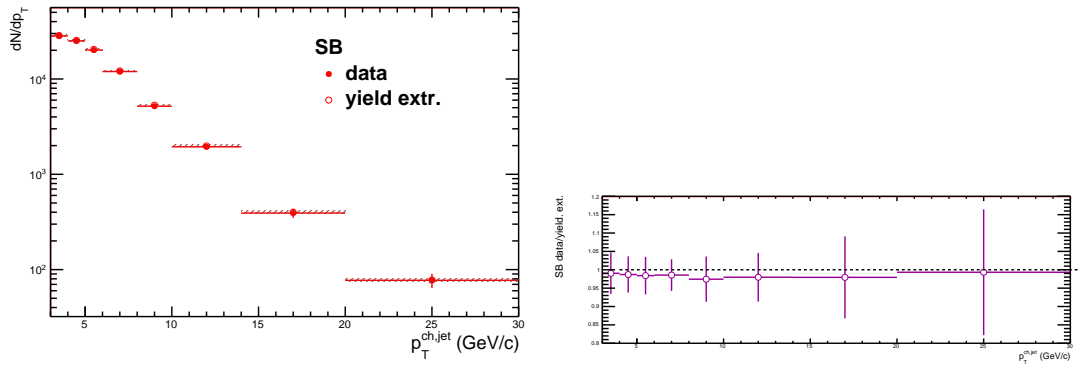 dN/dp_T
10^4
10^3
10^2
SB
data
yield extr.
5 10 15 20 25 30
p_T^ch,jet (GeV/c)
SB data/yield. ext.
1.2
1.15
1.1
1.05
1
0.95
0.9
0.85
0.8
5 10 15 20 25 30
p_T^ch,jet (GeV/c)